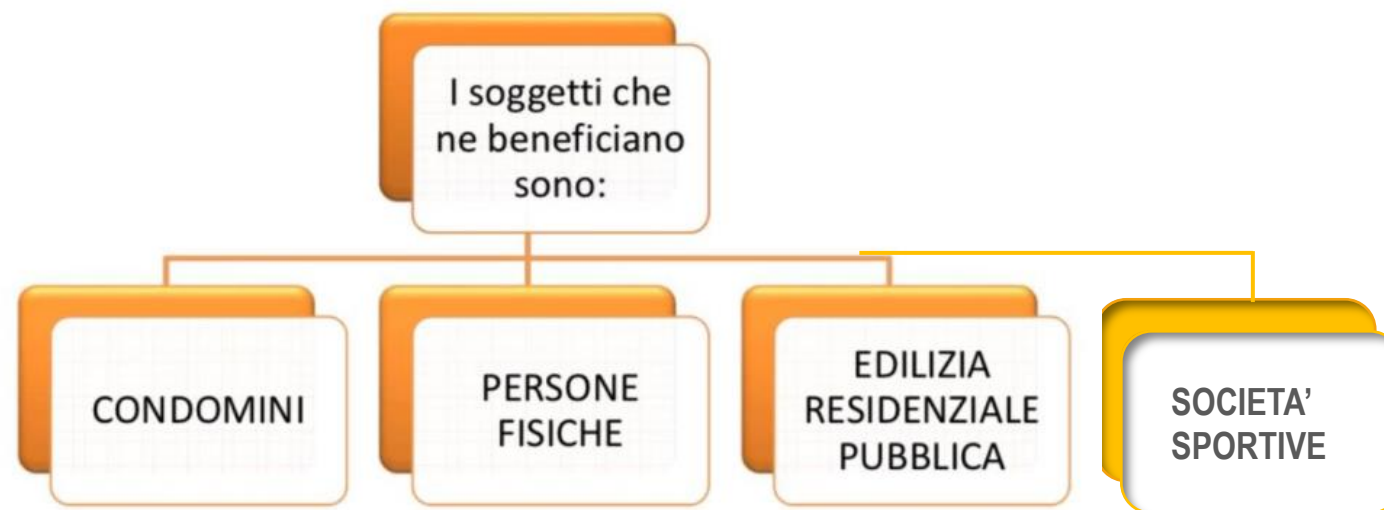 I soggetti che
ne beneficiano
sono:
CONDOMINI
PERSONE
FISICHE
EDILIZIA
RESIDENZIALE
PUBBLICA
SOCIETA’
SPORTIVE